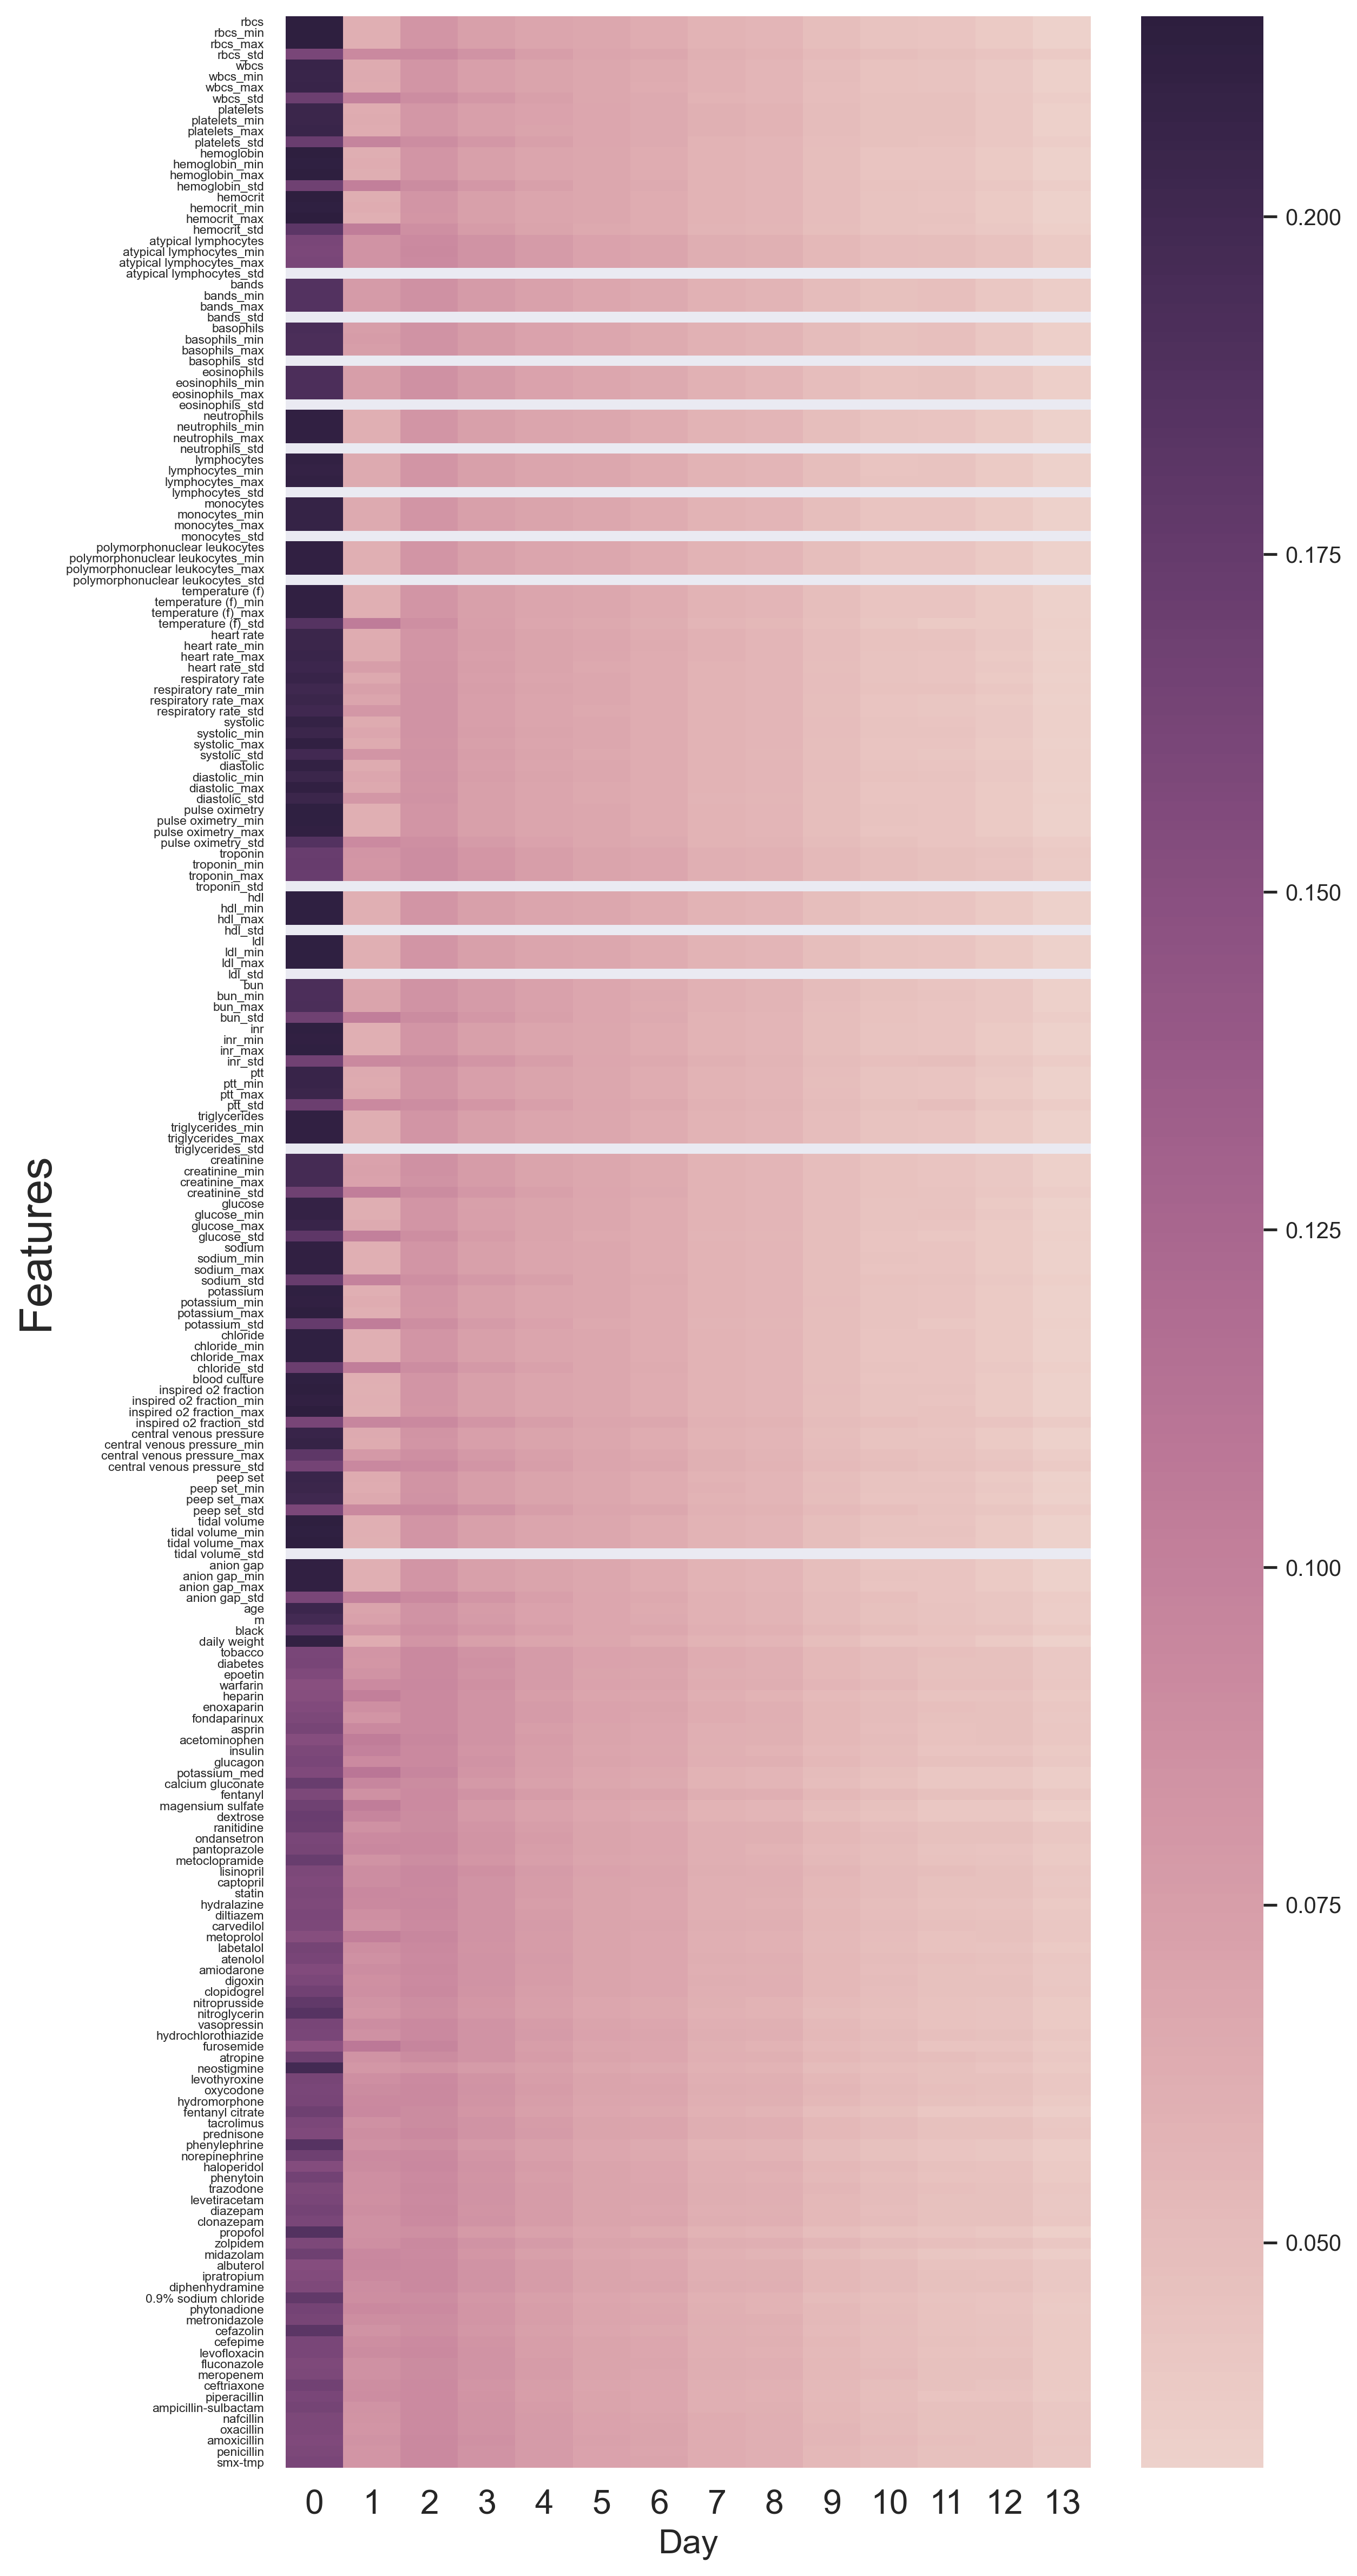 rbcs
rbcs_min
rbcs_max
rbcs_std
wbcs
wbcs_min
wbcs_max
wbcs_std
platelets
platelets_min
platelets_max
platelets_std
hemoglobin
hemoglobin_min
hemoglobin_max
hemoglobin_std
hemocrit
hemocrit_min
hemocrit_max
hemocrit_std
atypical lymphocytes
atypical lymphocytes_min
atypical lymphocytes_max
atypical lymphocytes_std
bands
bands_min
bands_max
bands_std
basophils
basophils_min
basophils_max
basophils_std
eosinophils
eosinophils_min
eosinophils_max
eosinophils_std
neutrophils
neutrophils_min
neutrophils_max
neutrophils_std
lymphocytes
lymphocytes_min
lymphocytes_max
lymphocytes_std
monocytes
monocytes_min
monocytes_max
monocytes_std
polymorphonuclear leukocytes
polymorphonuclear leukocytes_min
polymorphonuclear leukocytes_max
polymorphonuclear leukocytes_std
temperature (f)
temperature (f)_min
temperature (f)_max
temperature (f)_std
heart rate
heart rate_min
heart rate_max
heart rate_std
respiratory rate
respiratory rate_min
respiratory rate_max
respiratory rate_std
systolic
systolic_min
systolic_max
systolic_std
diastolic
diastolic_min
diastolic_max
diastolic_std
pulse oximetry
pulse oximetry_min
pulse oximetry_max
pulse oximetry_std
troponin
troponin_min
troponin_max
troponin_std
hdl
hdl_min
hdl_max
hdl_std
ldl
ldl_min
ldl_max
ldl_std
bun
bun_min
bun_max
bun_std
inr
inr_min
inr_max
inr_std
ptt
ptt_min
ptt_max
ptt_std
triglycerides
triglycerides_min
triglycerides_max
triglycerides_std
creatinine
creatinine_min
creatinine_max
creatinine_std
glucose
glucose_min
glucose_max
glucose_std
sodium
sodium_min
sodium_max
sodium_std
potassium
potassium_min
potassium_max
potassium_std
chloride
chloride_min
chloride_max
chloride_std
blood culture
inspired o2 fraction
inspired o2 fraction_min
inspired o2 fraction_max
inspired o2 fraction_std
central venous pressure
central venous pressure_min
central venous pressure_max
central venous pressure_std
peep set
peep set_min
peep set_max
peep set_std
tidal volume
tidal volume_min
tidal volume_max
tidal volume_std
anion gap
anion gap_min
anion gap_max
anion gap_std
age
m
black
daily weight
tobacco
diabetes
epoetin
warfarin
heparin
enoxaparin
fondaparinux
asprin
acetominophen
insulin
glucagon
potassium_med
calcium gluconate
fentanyl
magensium sulfate
dextrose
ranitidine
ondansetron
pantoprazole
metoclopramide
lisinopril
captopril
statin
hydralazine
diltiazem
carvedilol
metoprolol
labetalol
atenolol
amiodarone
digoxin
clopidogrel
nitroprusside
nitroglycerin
vasopressin
hydrochlorothiazide
furosemide
atropine
neostigmine
levothyroxine
oxycodone
hydromorphone
fentanyl citrate
tacrolimus
prednisone
phenylephrine
norepinephrine
haloperidol
phenytoin
trazodone
levetiracetam
diazepam
clonazepam
propofol
zolpidem
midazolam
albuterol
ipratropium
diphenhydramine
0.9% sodium chloride
phytonadione
metronidazole
cefazolin
cefepime
levofloxacin
fluconazole
meropenem
ceftriaxone
piperacillin
ampicillin-sulbactam
nafcillin
oxacillin
amoxicillin
penicillin
smx-tmp
Features
0 1 2 3 4 5 6 7 8 9 10 11 12 13
Day
0.200
0.175
0.150
0.125
0.100
0.075
0.050